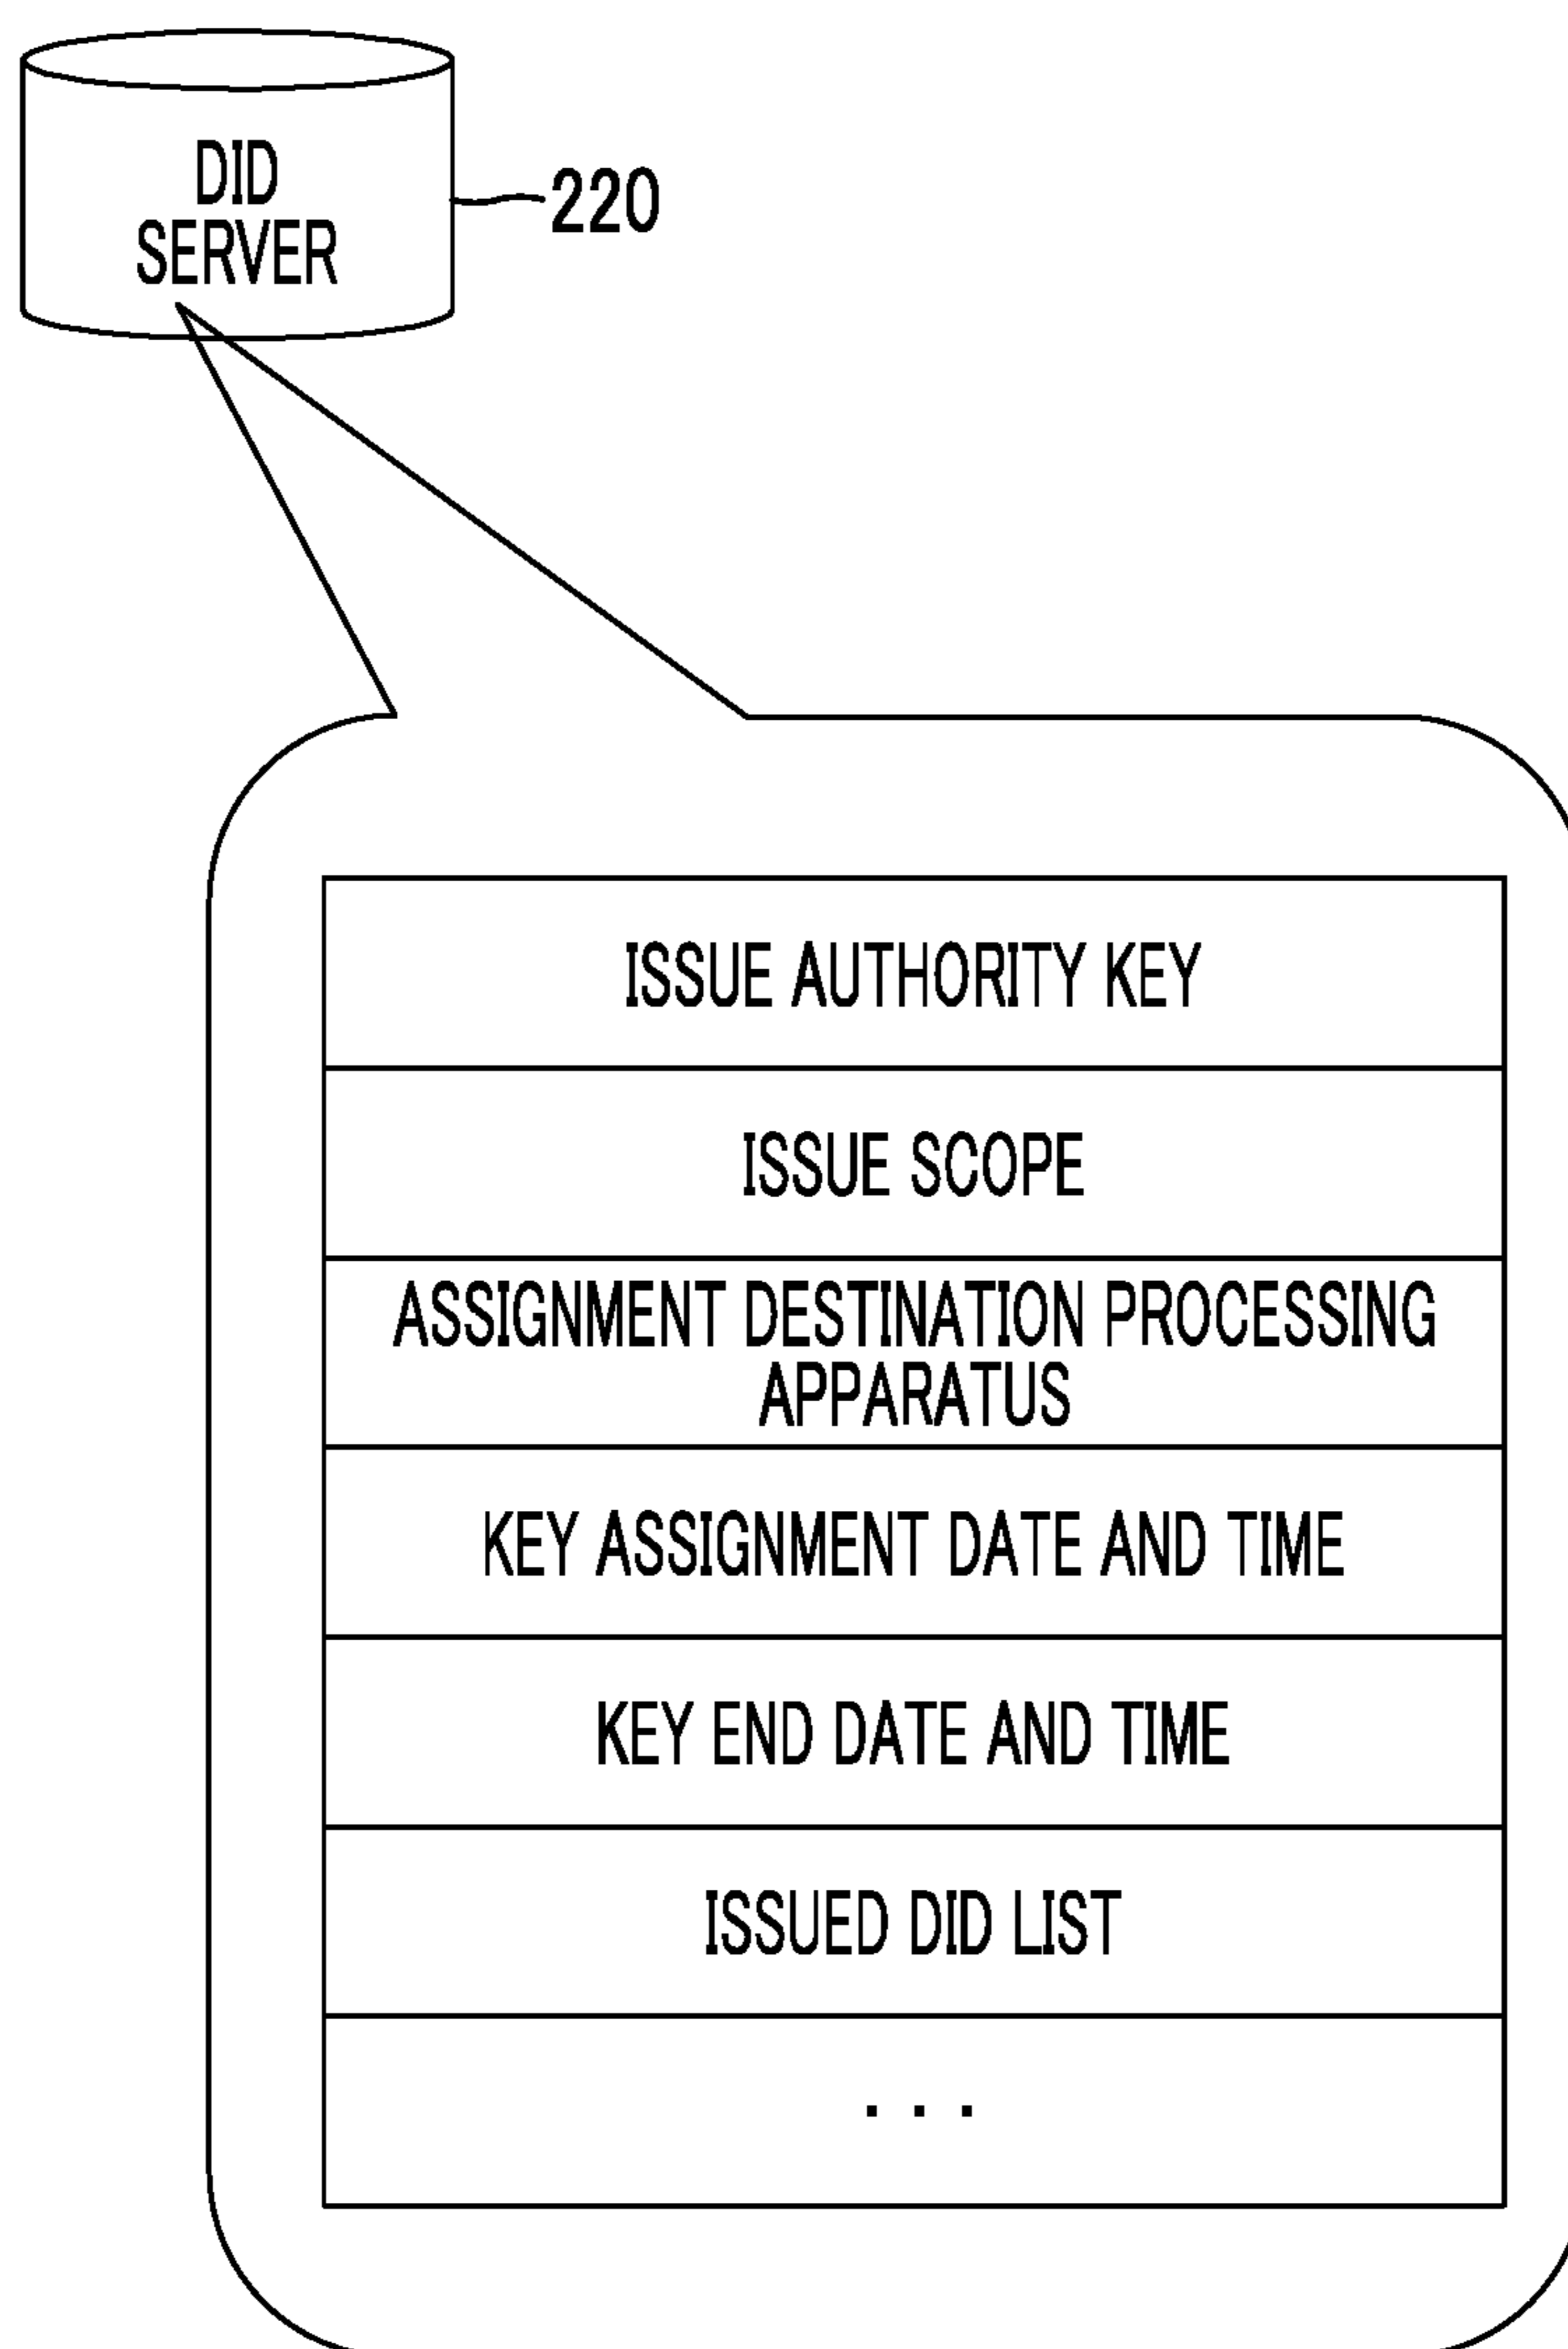 DID
SERVER
220
ISSUE AUTHORITY KEY
ISSUE SCOPE
ASSIGNMENT DESTINATION PROCESSING
APPARATUS
KEY ASSIGNMENT DATE AND TIME
KEY END DATE AND TIME
ISSUED DID LIST
...